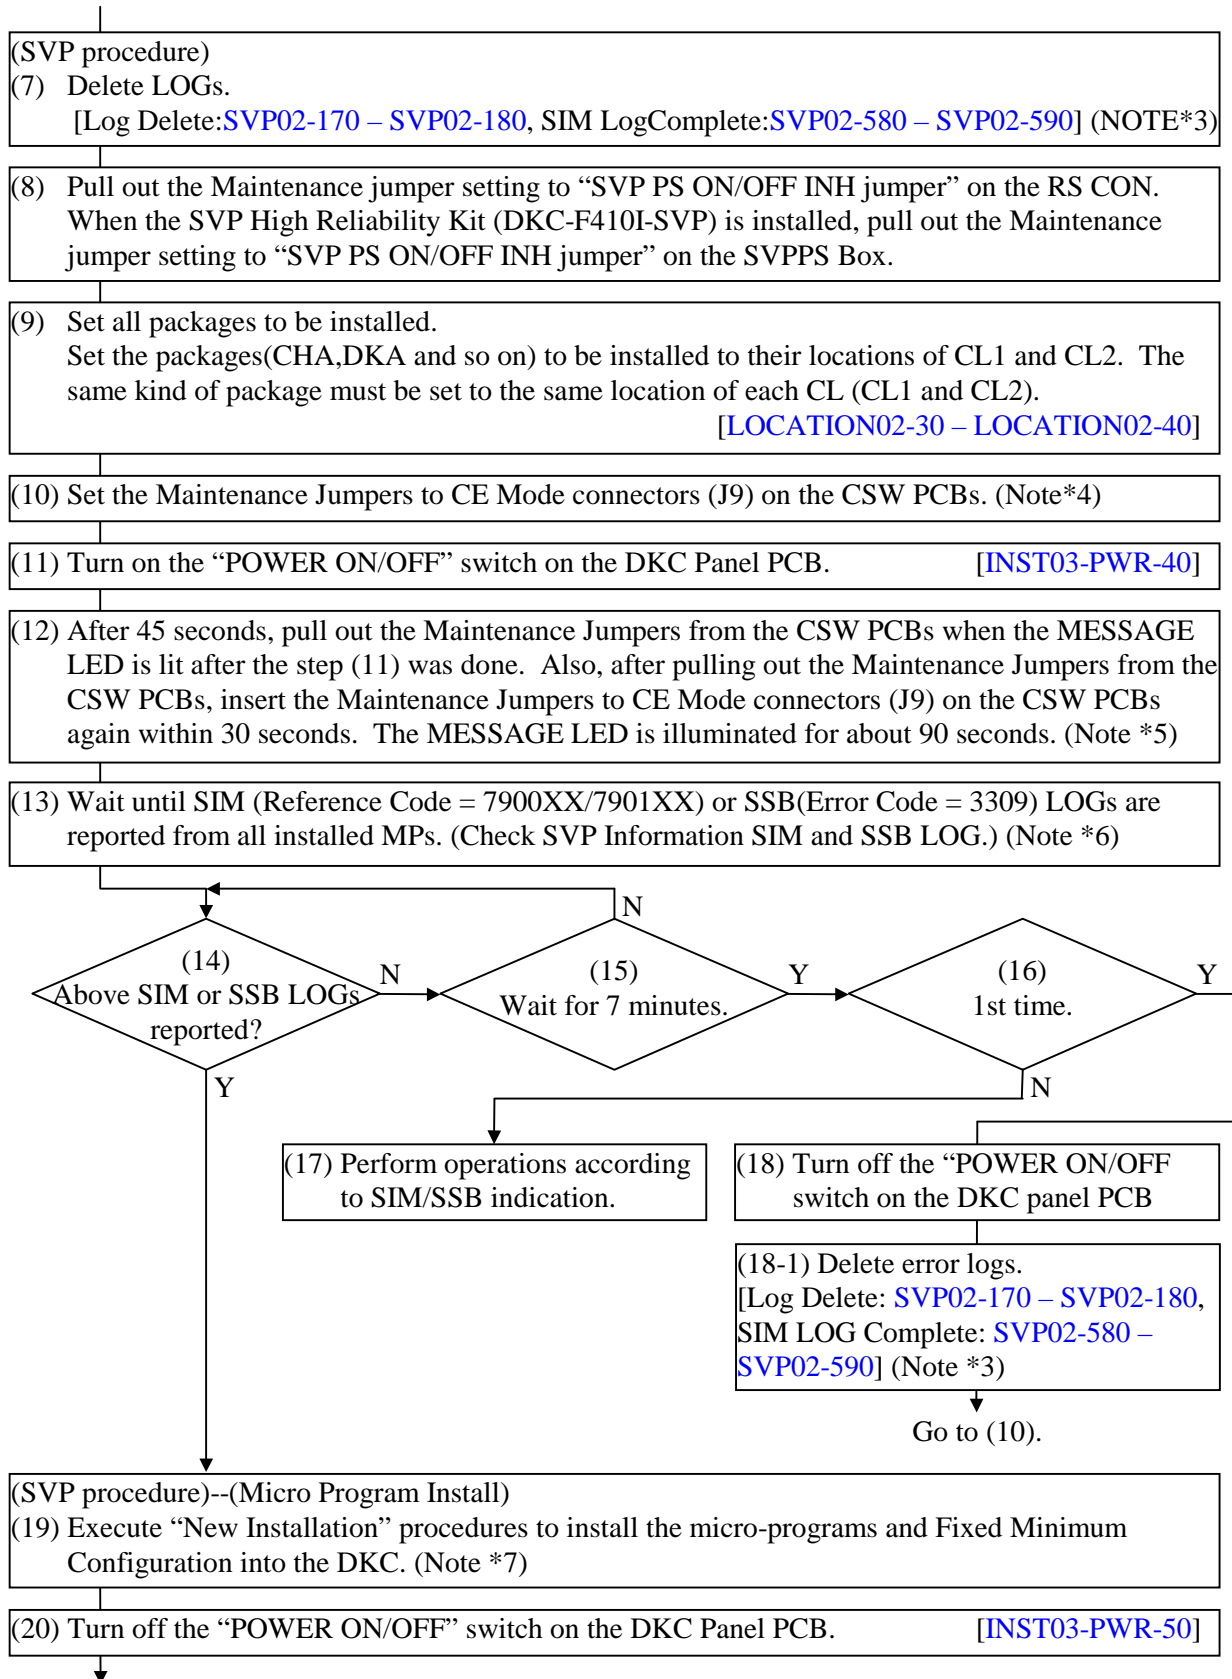 (SVP procedure)
(7) Delete LOGs.
[Log Delete:SVP02-170 – SVP02-180, SIM LogComplete:SVP02-580 – SVP02-590] (NOTE*3)
(8) Pull out the Maintenance jumper setting to “SVP PS ON/OFF INH jumper” on the RS CON.
When the SVP High Reliability Kit (DKC-F410I-SVP) is installed, pull out the Maintenance
jumper setting to “SVP PS ON/OFF INH jumper” on the SVPPS Box.
(9) Set all packages to be installed.
Set the packages(CHA,DKA and so on) to be installed to their locations of CL1 and CL2. The
same kind of package must be set to the same location of each CL (CL1 and CL2).
[LOCATION02-30 – LOCATION02-40]
(10) Set the Maintenance Jumpers to CE Mode connectors (J9) on the CSW PCBs. (Note*4)
(11) Turn on the “POWER ON/OFF” switch on the DKC Panel PCB. [INST03-PWR-40]
(12) After 45 seconds, pull out the Maintenance Jumpers from the CSW PCBs when the MESSAGE
LED is lit after the step (11) was done. Also, after pulling out the Maintenance Jumpers from the
CSW PCBs, insert the Maintenance Jumpers to CE Mode connectors (J9) on the CSW PCBs
again within 30 seconds. The MESSAGE LED is illuminated for about 90 seconds. (Note *5)
(13) Wait until SIM (Reference Code = 7900XX/7901XX) or SSB(Error Code = 3309) LOGs are
reported from all installed MPs. (Check SVP Information SIM and SSB LOG.) (Note *6)
(14)
Above SIM or SSB LOGs
reported?
N
Y
(15)
Wait for 7 minutes.
N
Y
(16)
1st time.
Y
N
(17) Perform operations according
to SIM/SSB indication.
(18) Turn off the “POWER ON/OFF
switch on the DKC panel PCB
(18-1) Delete error logs.
[Log Delete: SVP02-170 – SVP02-180,
SIM LOG Complete: SVP02-580 –
SVP02-590] (Note *3)
Go to (10).
(SVP procedure)--(Micro Program Install)
(19) Execute “New Installation” procedures to install the micro-programs and Fixed Minimum
Configuration into the DKC. (Note *7)
(20) Turn off the “POWER ON/OFF” switch on the DKC Panel PCB. [INST03-PWR-50]